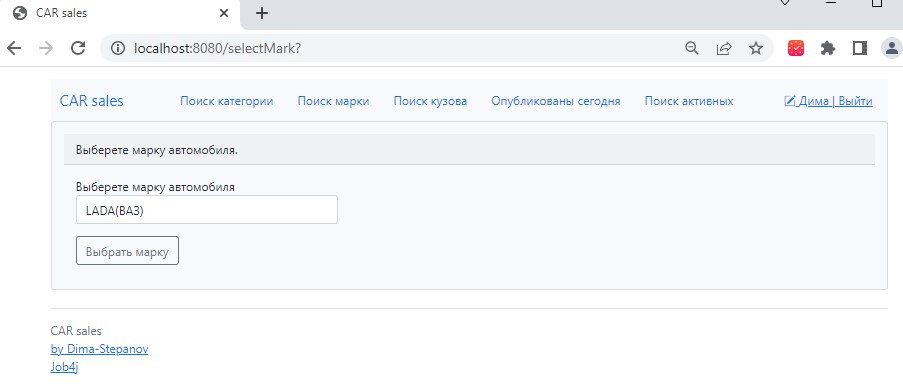 CAR sales
localhost:8080/selectMark?
CAR sales Поиск категории Поиск марки Поиск кузова Опубликованы сегодня Поиск активных Дима | Выйти
Выберете марку автомобиля.
Выберете марку автомобиля
LADA(ВАЗ)
Выбрать марку
CAR sales
by Dima-Stepanov
Job4j